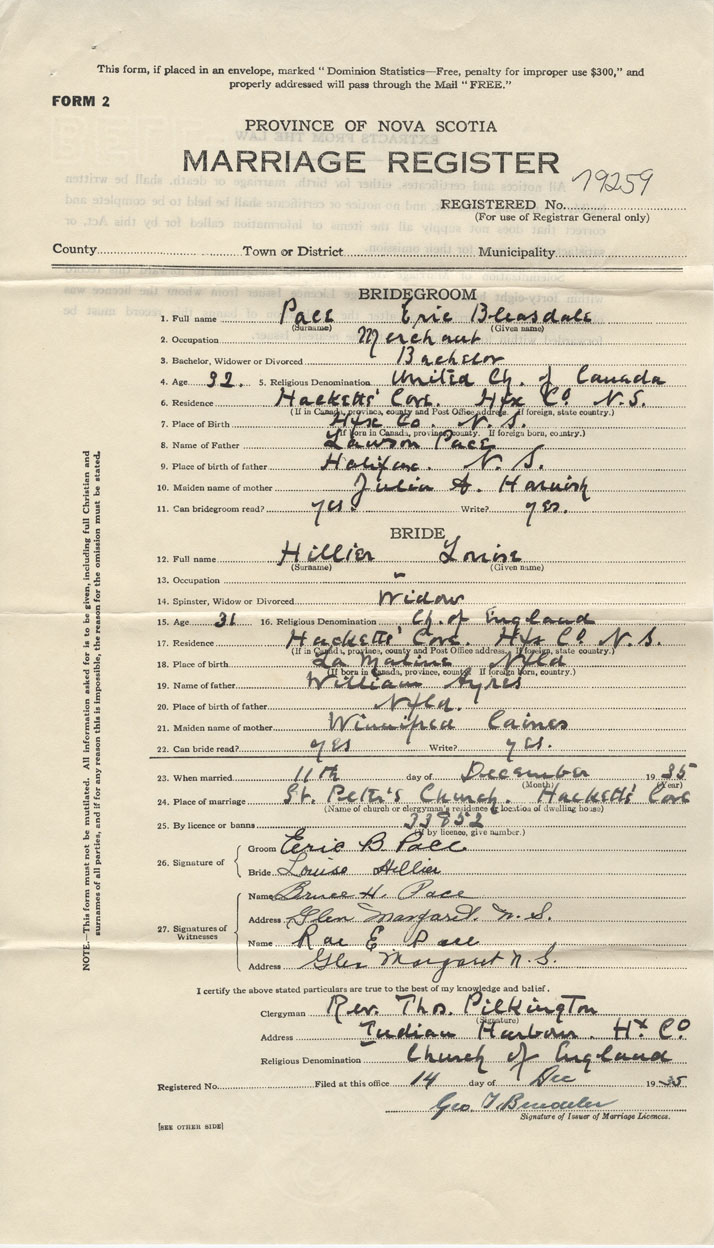 This form, if placed in an envelope, marked "Dominion Statistics—Free, penalty for improper use $300," and
properly addressed will pass through the Mail "FREE."
FORM 2
PROVINCE OF NOVA SCOTIA
MARRIAGE REGISTER
79259
REGISTERED No.
(For use of Registrar General only)
County Town or District Municipality
BRIDEGROOM
1. Full name Pace Eric Bleasdale
(Surname) (Given name)
2. Occupation Merchant
3. Bachelor, Widower or Divorced Bachelor
4. Age 32. 5. Religious Denomination United Ch. of Canada
6. Residence Hacketts' Cove. Hfx Co. N.S.
(If in Canada, province, county and Post Office address. If foreign, state country.)
7. Place of Birth Hfx Co. N.S.
(If born in Canada, province, county. If foreign born, country.)
8. Name of Father Lawson Pace
9. Place of birth of father Halifax. N.S.
10. Maiden name of mother Julia A. Harnish
11. Can bridegroom read? yes. Write? yes.
BRIDE
12. Full name Hillier Louise
(Surname) (Given name)
13. Occupation -
14. Spinster, Widow or Divorced Widow
15. Age 31 16. Religious Denomination Ch. of England
17. Residence Hacketts' Cove. Hfx Co. N.S.
(If in Canada, province, county and Post Office address. If foreign, state country.)
18. Place of birth La Maline Nfld
(If born in Canada, province, county. If foreign born, country.)
19. Name of father William Ayres
20. Place of birth of father Nfld.
21. Maiden name of mother Winnifred Caines
22. Can bride read? yes Write? yes.
23. When married 11th day of December 1935
(Month) (Year)
24. Place of marriage St. Peter's Church. Hacketts' Cove
(Name of church or clergyman's residence & location of dwelling house)
25. By licence or banns 33852
(If by licence, give number.)
26. Signature of
Groom Eric B. Pace
Bride Louise Hillier
27. Signatures of Witnesses
Name Bruce H. Pace
Address Glen Margaret. N.S.
Name Rae E Pace
Address Glen Margaret N.S.
I certify the above stated particulars are true to the best of my knowledge and belief.
Clergyman Rev. Thos. Pilkington
(Signature)
Address Indian Harbour. Hx Co
Religious Denomination Church of England
Registered No. Filed at this office 14 day of Dec 1935
Geo. T.
Signature of Issuer of Marriage Licences.
[SEE OTHER SIDE]
NOTE.—This form must not be mutilated. All information asked for is to be given, including full Christian and
surnames of all parties, and if for any reason this is impossible, the reason for the omission must be stated.